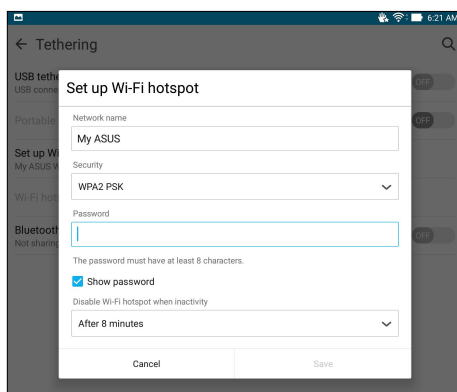 6:21 AM
Tethering
USB tethe
USB conne
OFF
Portable
OFF
Set up Wi
My ASUS W
Wi-Fi hot
Bluetooth
Not sharing
OFF
Set up Wi-Fi hotspot
Network name
My ASUS
Security
WPA2 PSK
Password
The password must have at least 8 characters.
Show password
Disable Wi-Fi hotspot when inactivity
After 8 minutes
Cancel
Save